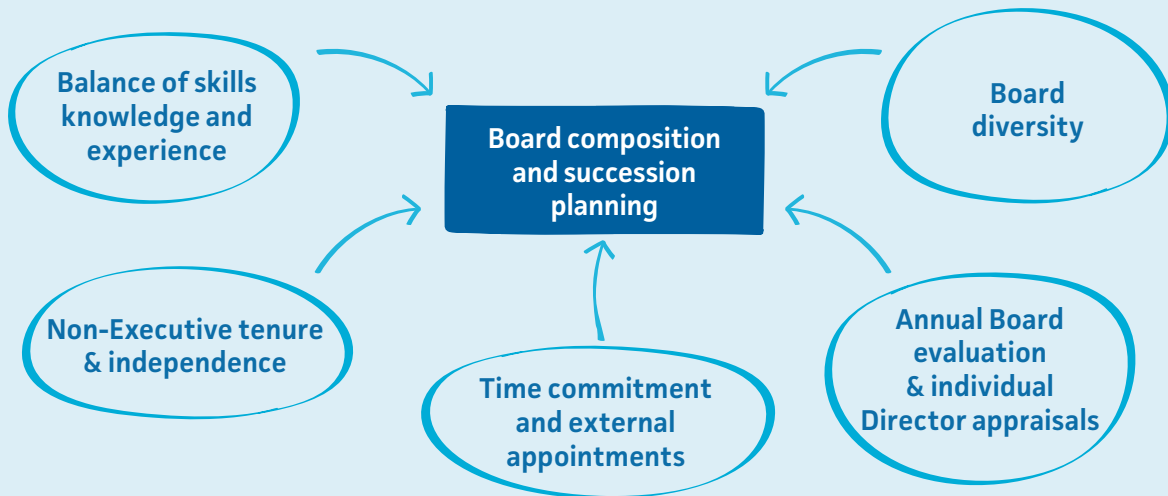 Balance of skills
knowledge and
experience
Board composition
and succession
planning
Board
diversity
Non-Executive tenure
& independence
Time commitment
and external
appointments
Annual Board
evaluation
& individual
Director appraisals